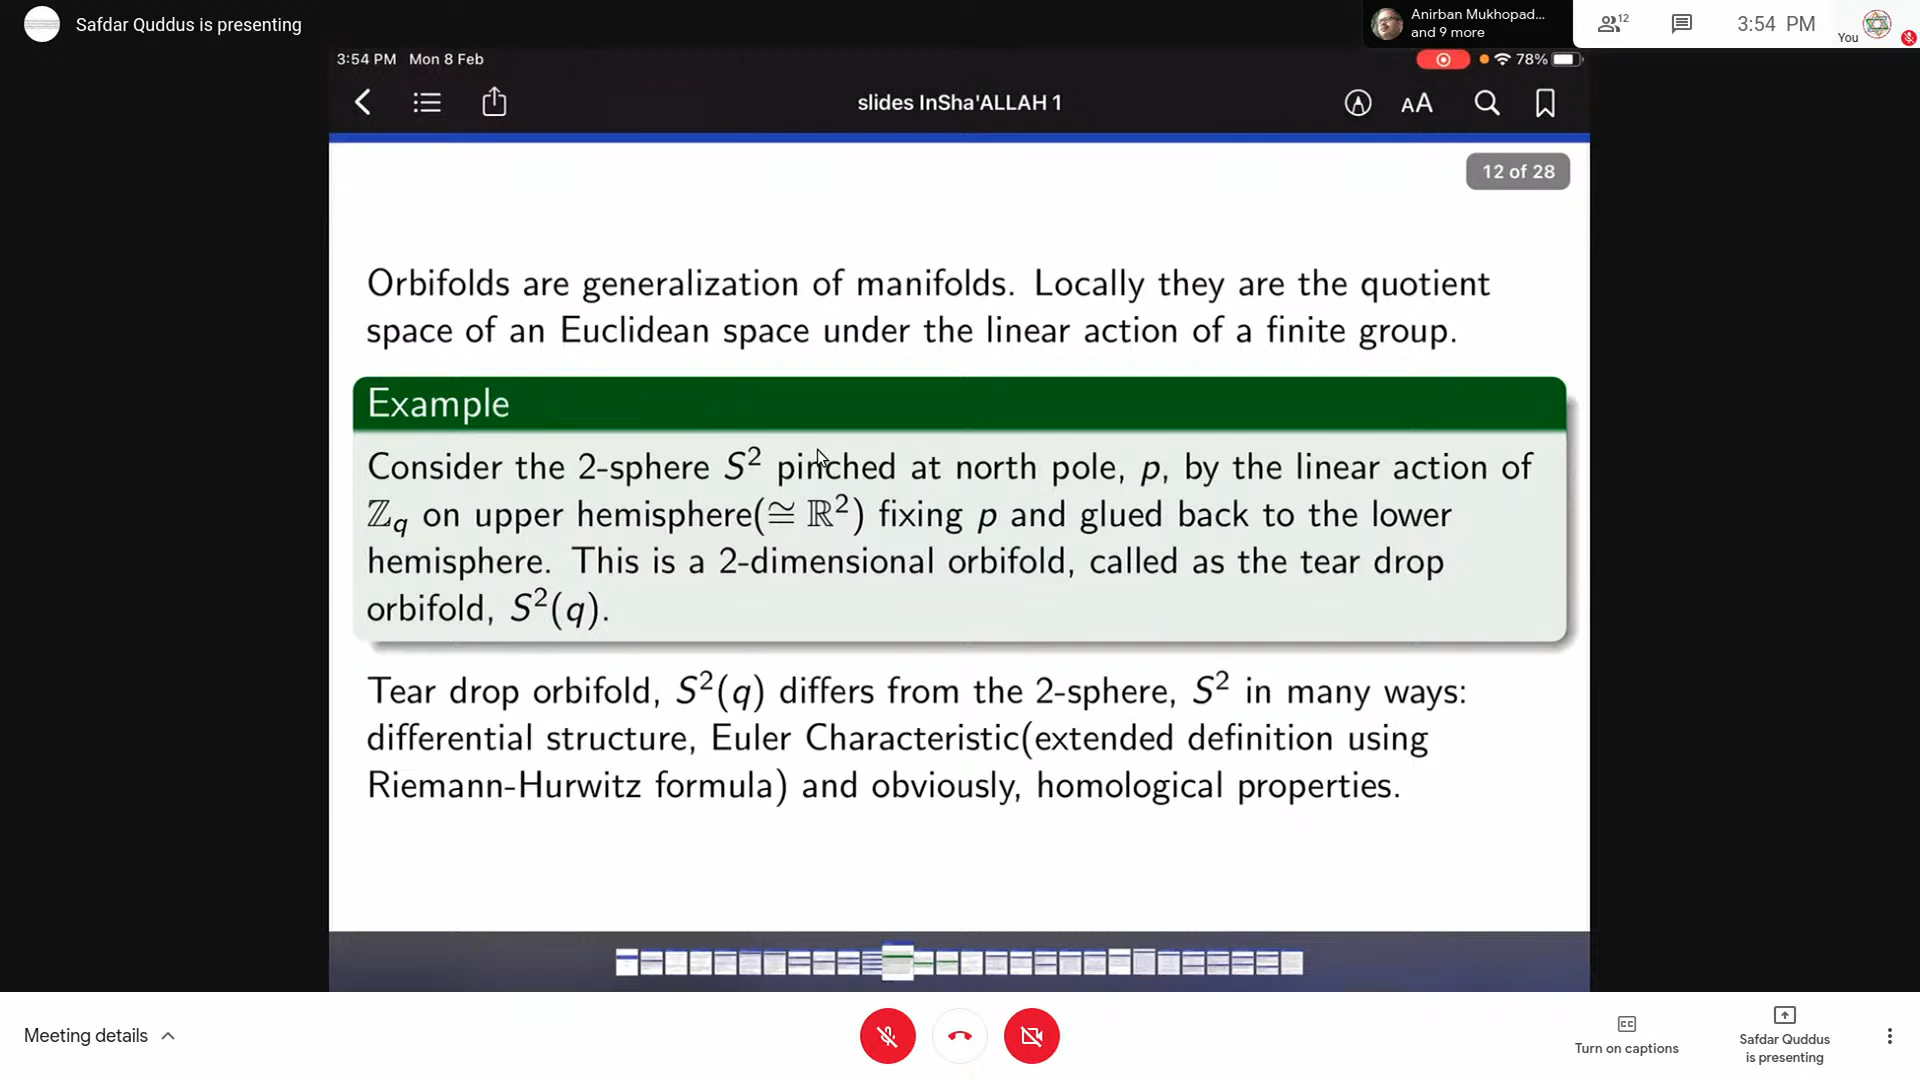 Safdar Quddus is presenting
Anirban Mukhopad...
and 9 more
12
3:54 PM
You
3:54 PM Mon 8 Feb
78%
slides InSha'ALLAH 1
AA
12 of 28
Orbifolds are generalization of manifolds. Locally they are the quotient
space of an Euclidean space under the linear action of a finite group.
Example
Consider the 2-sphere S² pinched at north pole, p, by the linear action of
ℤ_q on upper hemisphere(≅ ℝ²) fixing p and glued back to the lower
hemisphere. This is a 2-dimensional orbifold, called as the tear drop
orbifold, S²(q).
Tear drop orbifold, S²(q) differs from the 2-sphere, S² in many ways:
differential structure, Euler Characteristic(extended definition using
Riemann-Hurwitz formula) and obviously, homological properties.
Meeting details
CC
Turn on captions
Safdar Quddus
is presenting